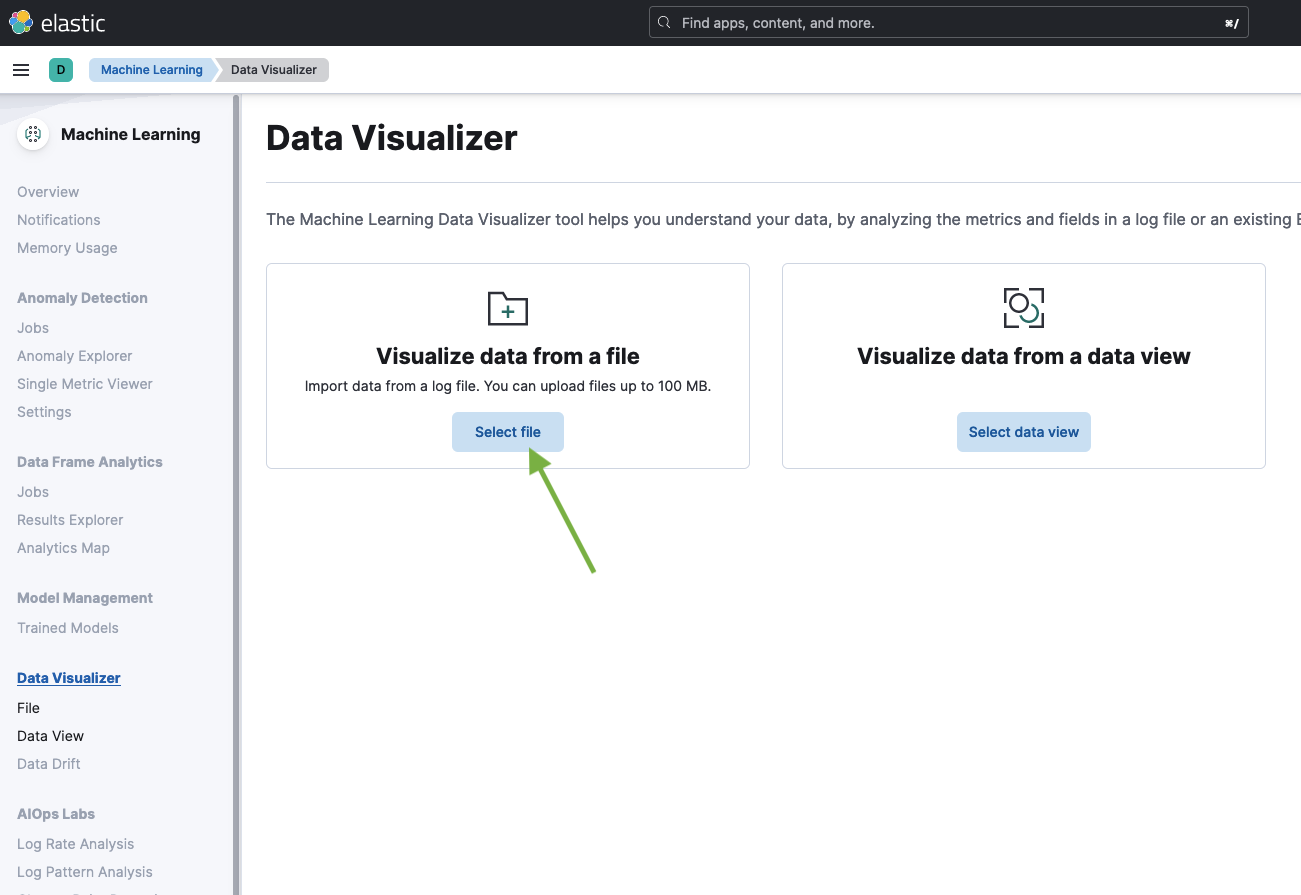 elastic
Find apps, content, and more.
⌘/
D
Machine Learning
Data Visualizer
Machine Learning
Overview
Notifications
Memory Usage
Anomaly Detection
Jobs
Anomaly Explorer
Single Metric Viewer
Settings
Data Frame Analytics
Jobs
Results Explorer
Analytics Map
Model Management
Trained Models
Data Visualizer
File
Data View
Data Drift
AIOps Labs
Log Rate Analysis
Log Pattern Analysis
Data Visualizer
The Machine Learning Data Visualizer tool helps you understand your data, by analyzing the metrics and fields in a log file or an existing
Visualize data from a file
Import data from a log file. You can upload files up to 100 MB.
Select file
Visualize data from a data view
Select data view